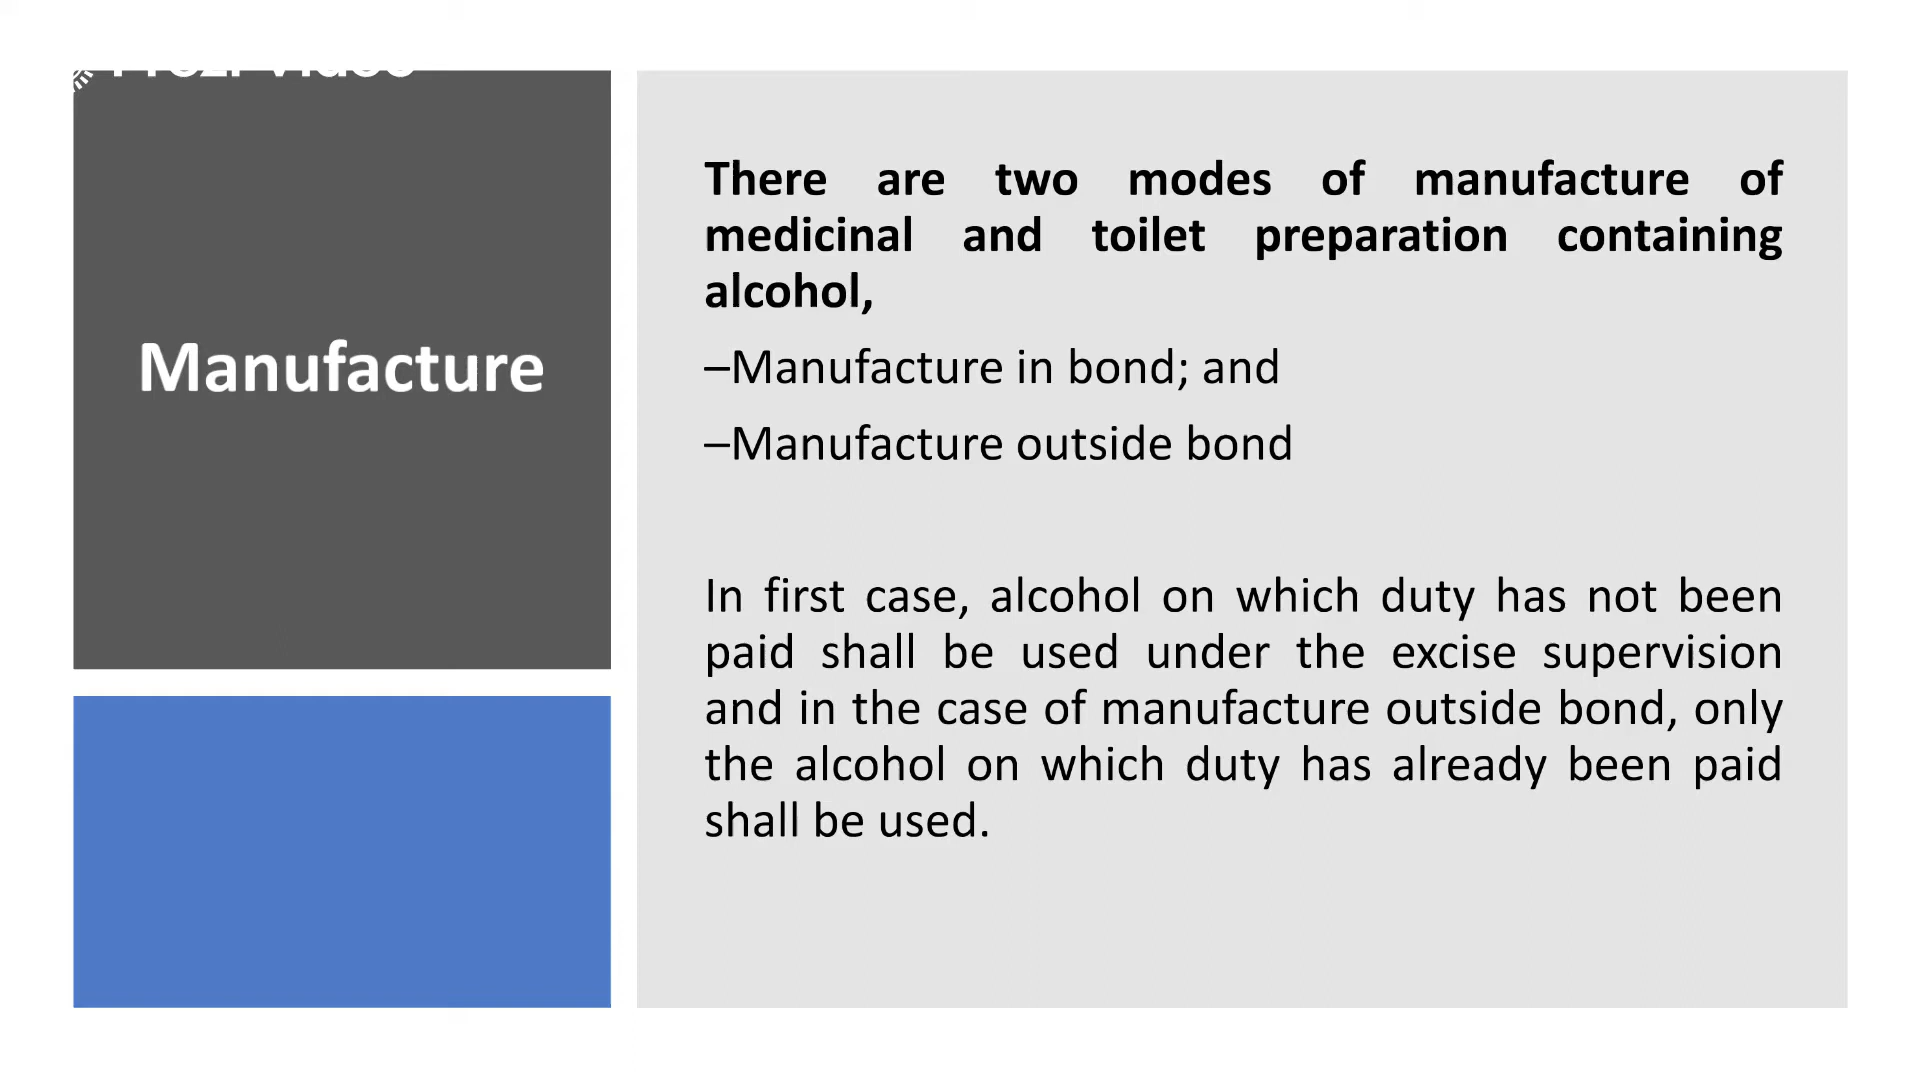 Prezi Video
Manufacture
There are two modes of manufacture of
medicinal and toilet preparation containing
alcohol,
–Manufacture in bond; and
–Manufacture outside bond
In first case, alcohol on which duty has not been
paid shall be used under the excise supervision
and in the case of manufacture outside bond, only
the alcohol on which duty has already been paid
shall be used.